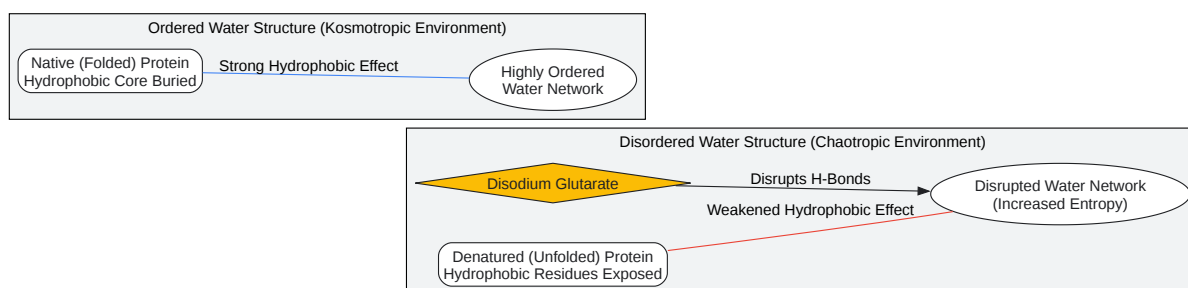 Ordered Water Structure (Kosmotropic Environment)
Native (Folded) Protein
Hydrophobic Core Buried
Strong Hydrophobic Effect
Highly Ordered
Water Network
Disordered Water Structure (Chaotropic Environment)
Disodium Glutarate
Disrupts H-Bonds
Disrupted Water Network
(Increased Entropy)
Weakened Hydrophobic Effect
Denatured (Unfolded) Protein
Hydrophobic Residues Exposed